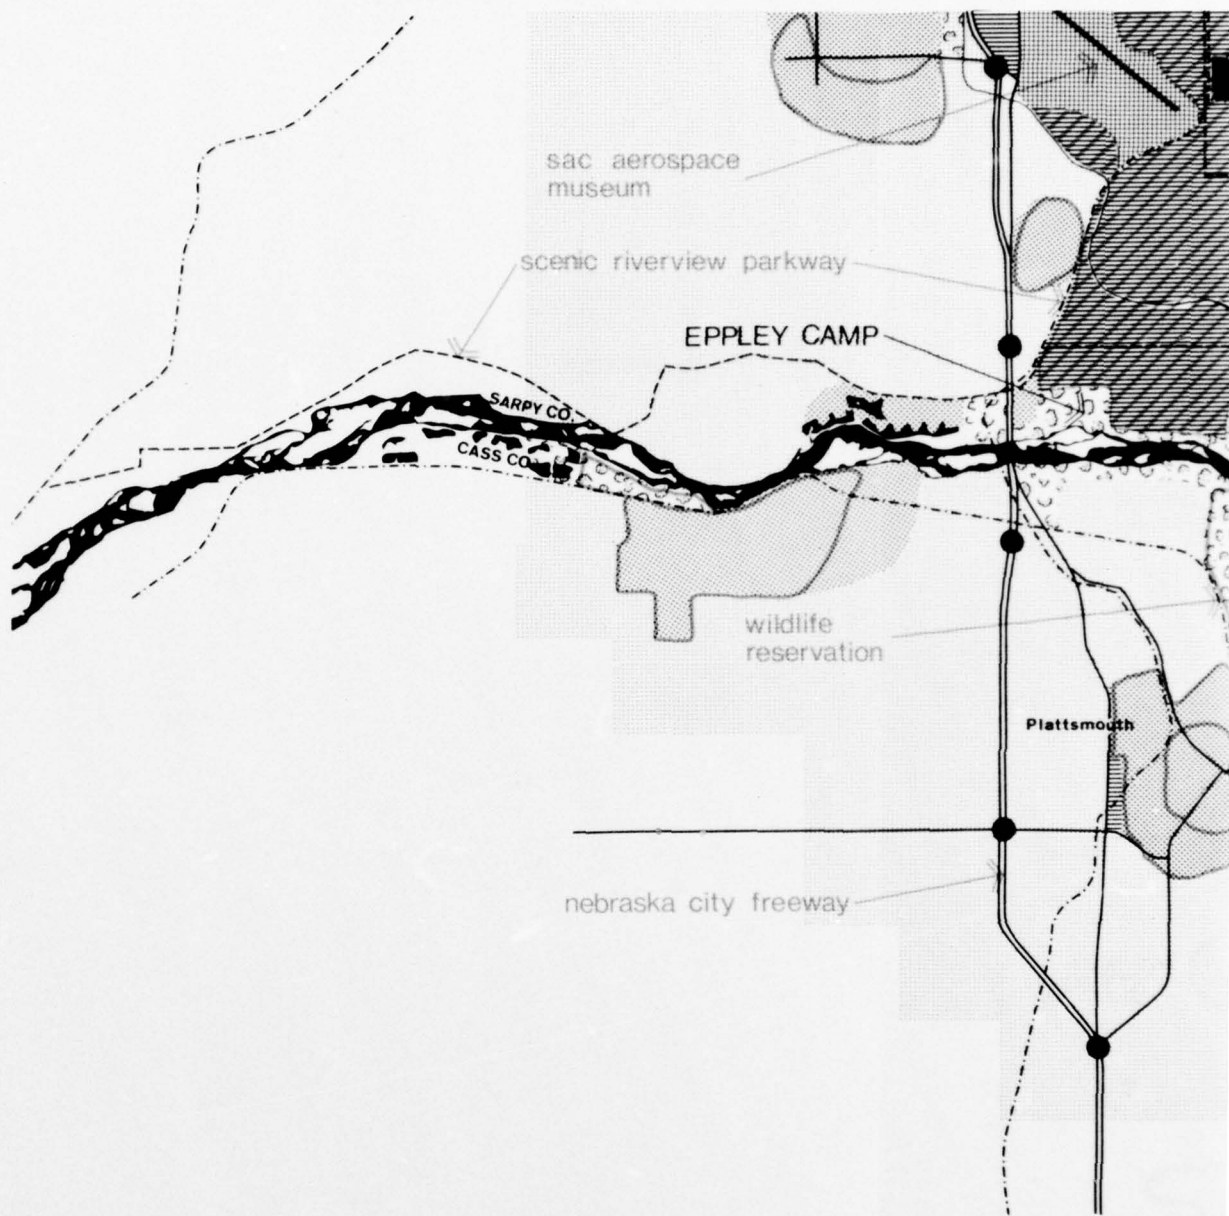 sac aerospace
museum
scenic riverview parkway
EPPLEY CAMP
SARPY CO.
CASS CO.
wildlife
reservation
Plattsmouth
nebraska city freeway